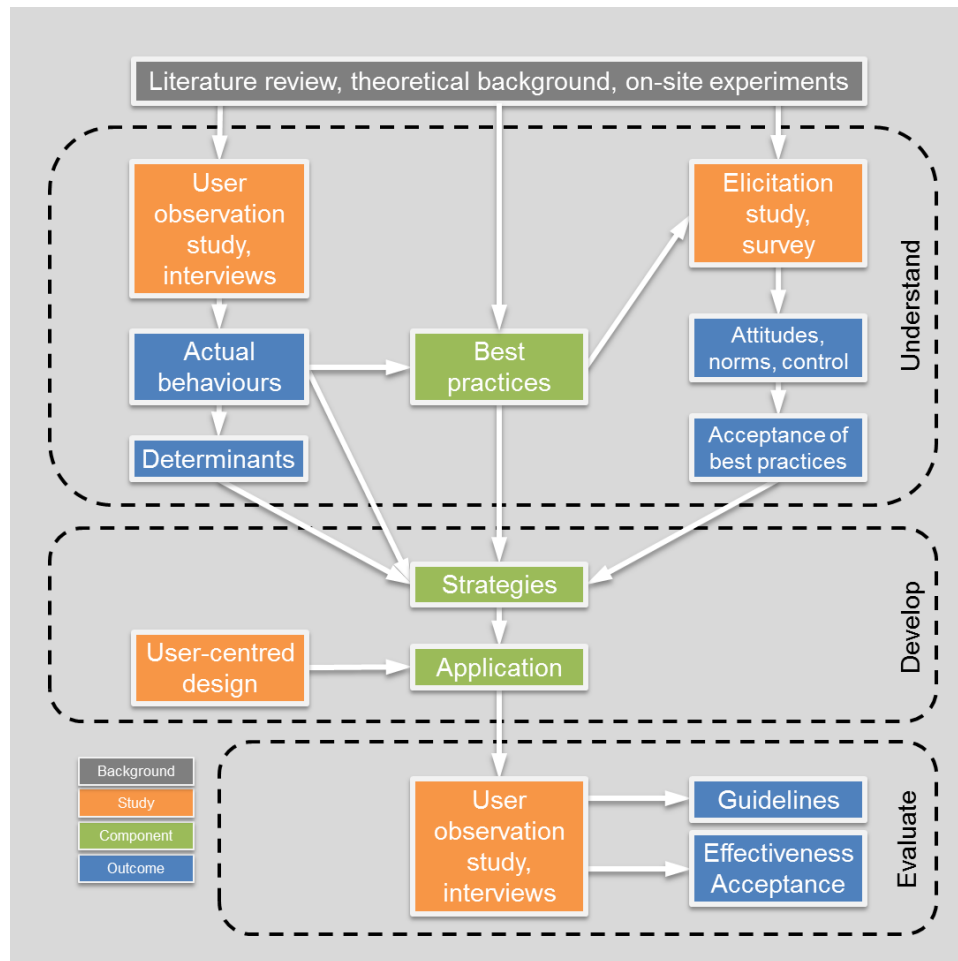 Literature review, theoretical background, on-site experiments
User
observation
study,
interviews
Elicitation
study,
survey
Understand
Actual
behaviours
Best
practices
Attitudes,
norms, control
Determinants
Acceptance of
best practices
Strategies
Develop
User-centred
design
Application
Background
Study
Component
Outcome
User
observation
study,
interviews
Guidelines
Effectiveness
Acceptance
Evaluate